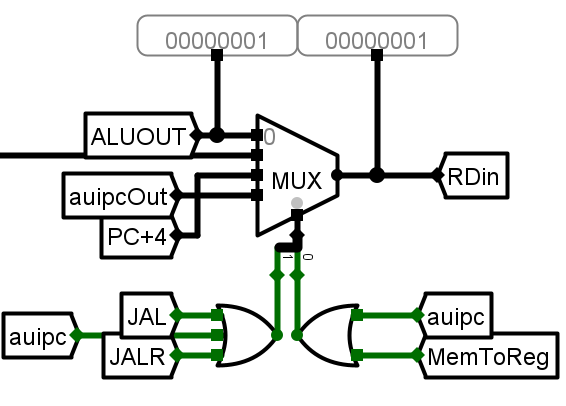 00000001 00000001
ALUOUT
0
MUX
RDin
auipcOut
PC+4
1 0
JAL
auipc
auipc
JALR
MemToReg